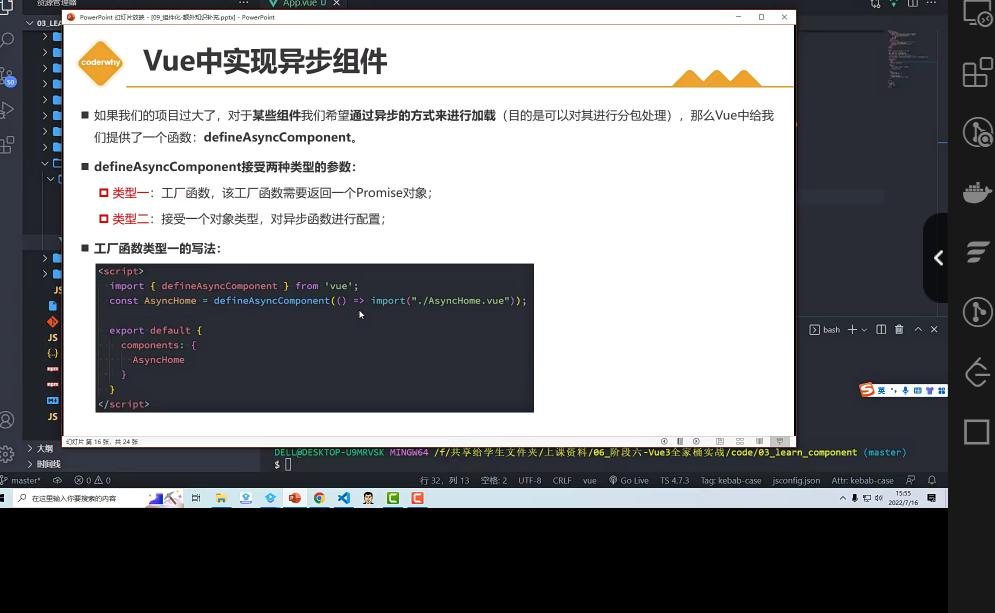 资源管理器
App.vue U
PowerPoint 幻灯片放映 - [09_组件化-额外知识补充.pptx] - PowerPoint
03_LEA
coderwhy
Vue中实现异步组件
如果我们的项目过大了，对于某些组件我们希望通过异步的方式来进行加载（目的是可以对其进行分包处理），那么Vue中给我
们提供了一个函数：defineAsyncComponent。
defineAsyncComponent接受两种类型的参数：
类型一：工厂函数，该工厂函数需要返回一个Promise对象；
类型二：接受一个对象类型，对异步函数进行配置；
工厂函数类型一的写法：
<script>
import { defineAsyncComponent } from 'vue';
const AsyncHome = defineAsyncComponent(() => import("./AsyncHome.vue"));
export default {
components: {
AsyncHome
}
}
</script>
50
JS
JS
{..}
npm
npm
JS
bash
英
幻灯片 第 16 张，共 24 张
大纲
时间线
DELL@DESKTOP-U9MRVSK MINGW64 /f/共享给学生文件夹/上课资料/06_阶段六-Vue3全家桶实战/code/03_learn_component (master)
$
master* 0 0 行 32，列 13 空格: 2 UTF-8 CRLF vue Go Live TS 4.7.3 Tag: kebab-case jsconfig.json Attr: kebab-case
在这里输入你要搜索的内容
15:55
2022/7/16